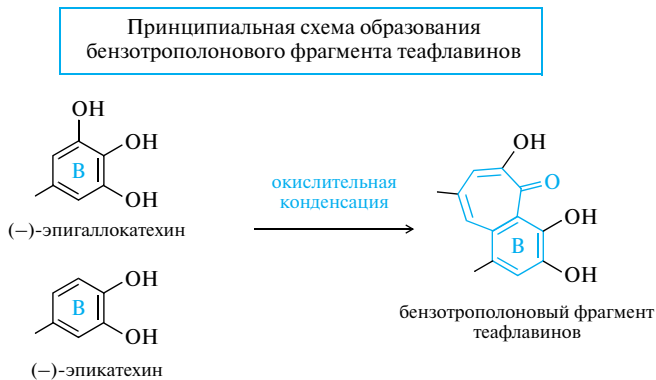 Принципиальная схема образования
бензотрополонового фрагмента теафлавинов
OH
OH
B
OH
(−)-эпигаллокатехин
OH
B
OH
(−)-эпикатехин
окислительная
конденсация
OH
O
OH
B
OH
бензотрополоновый фрагмент
теафлавинов